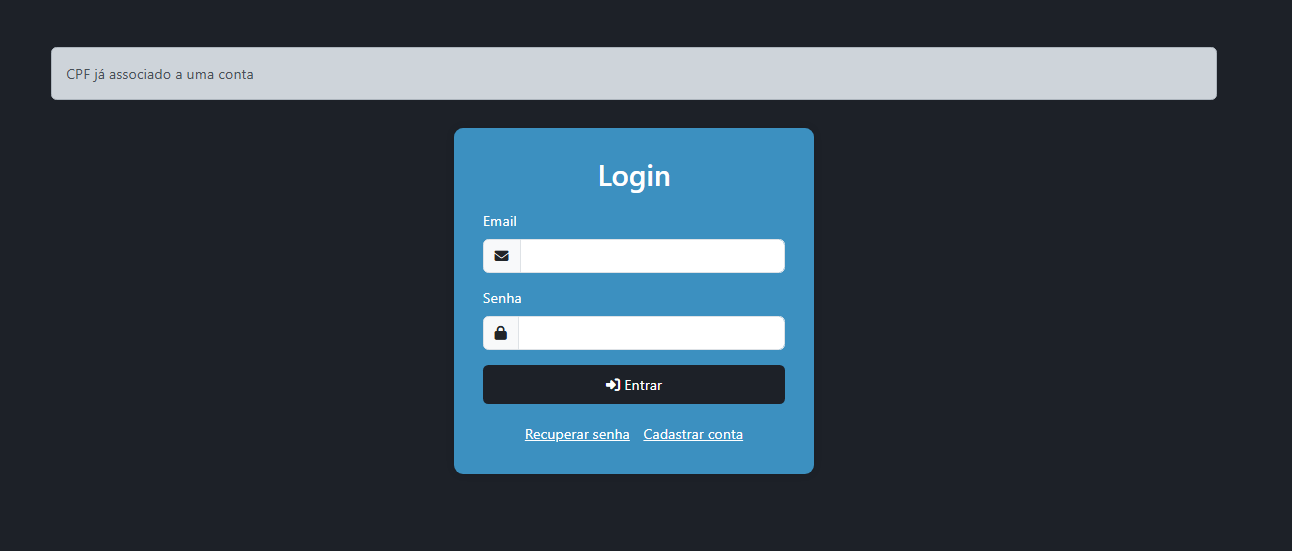 CPF já associado a uma conta
Login
Email
Senha
Entrar
Recuperar senha Cadastrar conta